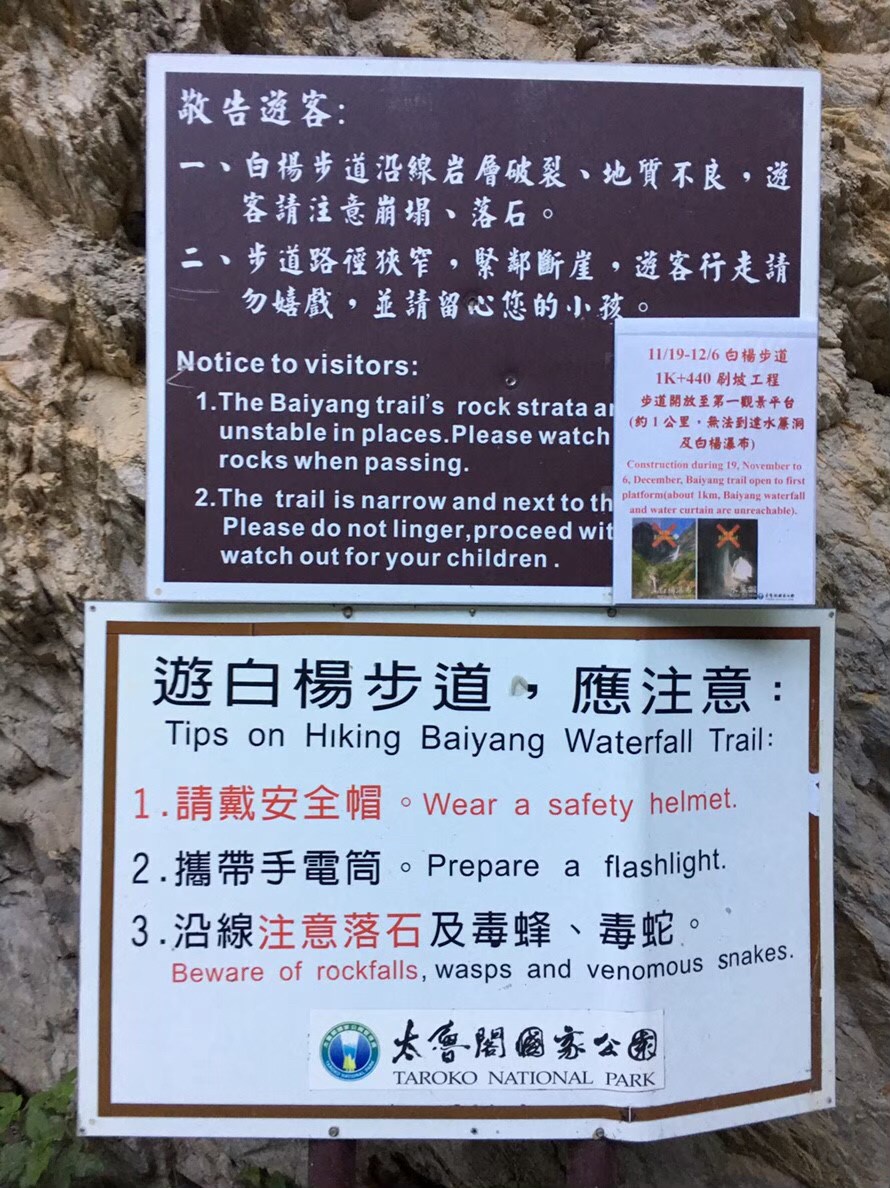 敬告遊客:
一、白楊步道沿線岩層破裂、地質不良，遊
客請注意崩塌、落石。
二、步道路徑狹窄，緊鄰斷崖，遊客行走請
勿嬉戲，並請留心您的小孩。
Notice to visitors:
1.The Baiyang trail's rock strata
unstable in places.Please watch
rocks when passing.
2.The trail is narrow and next to
Please do not linger,proceed
watch out for your children .
11/19-12/6 白楊步道
1K+440 刷坡工程
步道開放至第一觀景平台
(約1公里，無法到達水簾洞
及白楊瀑布)
Construction during 19, November to
6, December, Baiyang trail open to first
platform(about 1km, Baiyang waterfall
and water curtain are unreachable).
遊白楊步道，應注意:
Tips on Hiking Baiyang Waterfall Trail:
1.請戴安全帽。Wear a safety helmet.
2.攜帶手電筒。Prepare a flashlight.
3.沿線注意落石及毒蜂、毒蛇。
Beware of rockfalls, wasps and venomous snakes.
太魯閣國家公園
TAROKO NATIONAL PARK